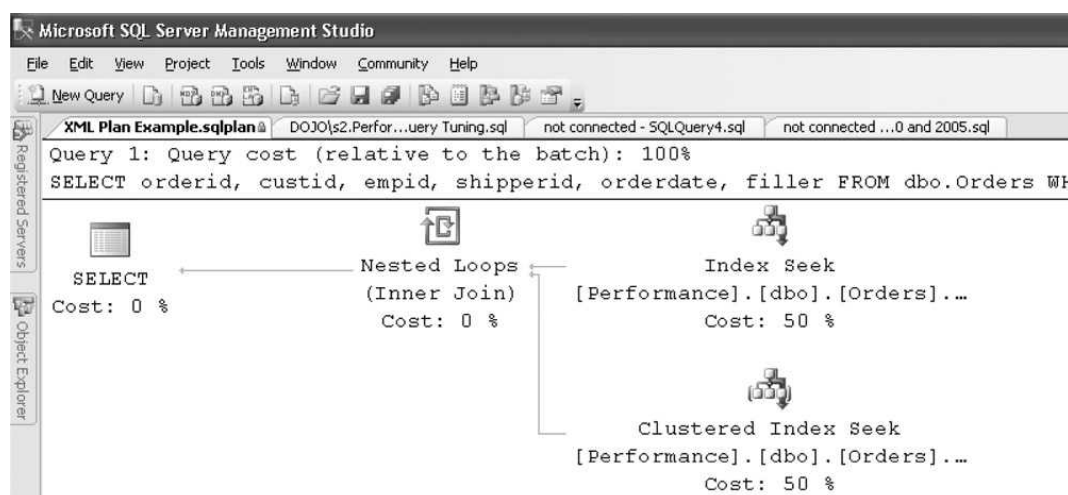 Microsoft SQL Server Management Studio
File Edit View Project Tools Window Community Help
New Query
XML Plan Example.sqlplan DOJO\s2.Perfor...uery Tuning.sql not connected - SQLQuery4.sql not connected ...0 and 2005.sql
Registered Servers
Object Explorer
Query 1: Query cost (relative to the batch): 100%
SELECT orderid, custid, empid, shipperid, orderdate, filler FROM dbo.Orders WH
SELECT
Cost: 0 %
Nested Loops
(Inner Join)
Cost: 0 %
Index Seek
[Performance].[dbo].[Orders]....
Cost: 50 %
Clustered Index Seek
[Performance].[dbo].[Orders]....
Cost: 50 %